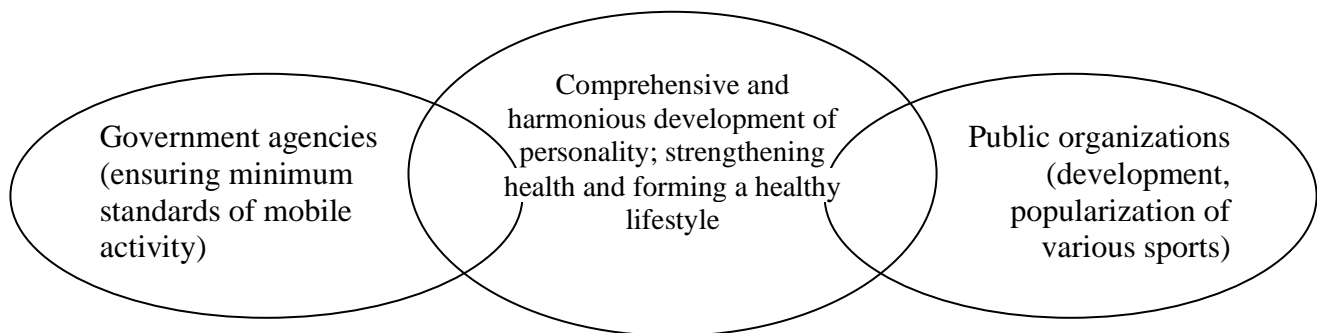 Government agencies
(ensuring minimum
standards of mobile
activity)
Comprehensive and
harmonious development of
personality; strengthening
health and forming a healthy
lifestyle
Public organizations
(development,
popularization of
various sports)